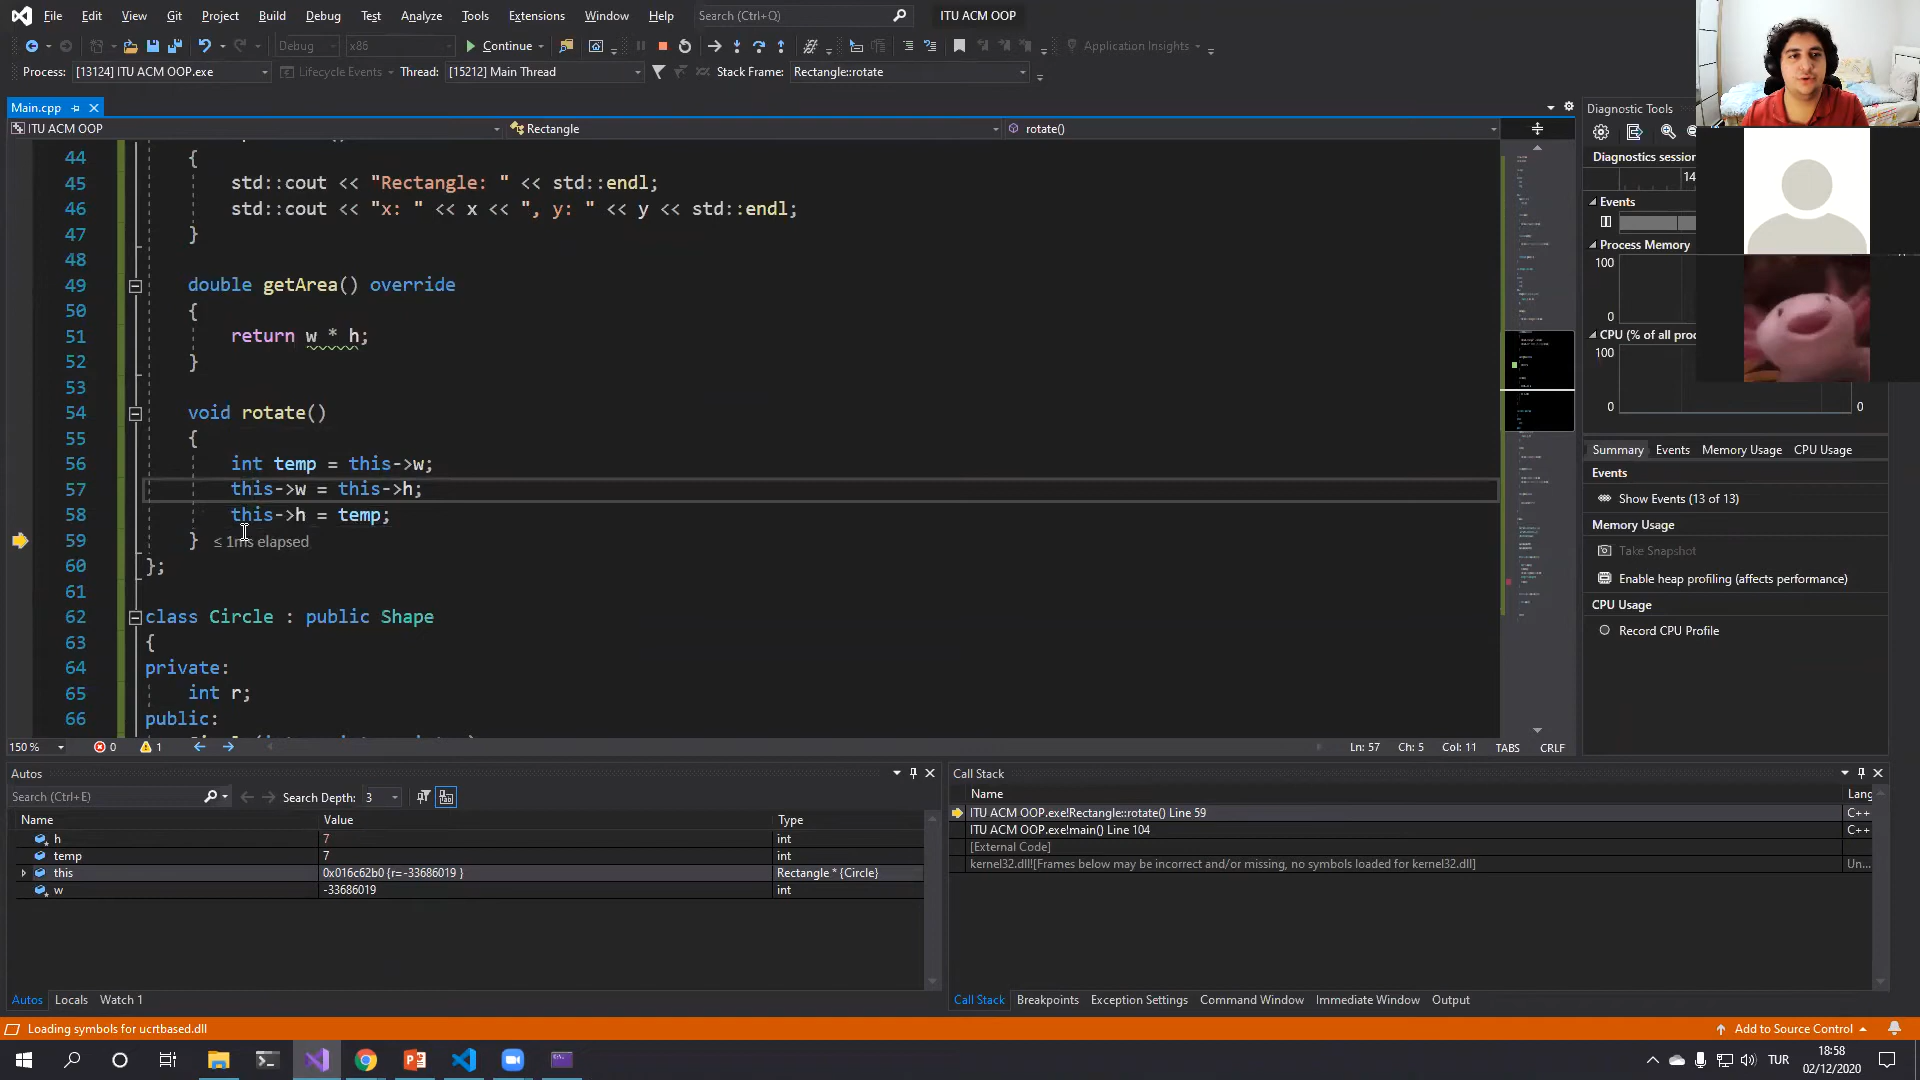 File Edit View Git Project Build Debug Test Analyze Tools Extensions Window Help Search (Ctrl+Q) ITU ACM OOP
Debug x86 Continue Application Insights
Process: [13124] ITU ACM OOP.exe Lifecycle Events Thread: [15212] Main Thread Stack Frame: Rectangle::rotate
Main.cpp
ITU ACM OOP Rectangle rotate()
44 {
45 std::cout << "Rectangle: " << std::endl;
46 std::cout << "x: " << x << ", y: " << y << std::endl;
47 }
48
49 double getArea() override
50 {
51 return w * h;
52 }
53
54 void rotate()
55 {
56 int temp = this->w;
57 this->w = this->h;
58 this->h = temp;
59 } ≤ 1ms elapsed
60 };
61
62 class Circle : public Shape
63 {
64 private:
65 int r;
66 public:
150 % 0 1 Ln: 57 Ch: 5 Col: 11 TABS CRLF
Diagnostic Tools
Diagnostics session
14
Events
Process Memory
100
0
CPU (% of all proc
100
0 0
Summary Events Memory Usage CPU Usage
Events
Show Events (13 of 13)
Memory Usage
Take Snapshot
Enable heap profiling (affects performance)
CPU Usage
Record CPU Profile
Autos
Search (Ctrl+E) Search Depth: 3
Name Value Type
h 7 int
temp 7 int
this 0x016c62b0 {r=-33686019 } Rectangle * {Circle}
w -33686019 int
Autos Locals Watch 1
Call Stack
Name Lang
ITU ACM OOP.exe!Rectangle::rotate() Line 59 C++
ITU ACM OOP.exe!main() Line 104 C++
[External Code]
kernel32.dll![Frames below may be incorrect and/or missing, no symbols loaded for kernel32.dll] Un...
Call Stack Breakpoints Exception Settings Command Window Immediate Window Output
Loading symbols for ucrtbased.dll Add to Source Control
TUR 18:58
02/12/2020